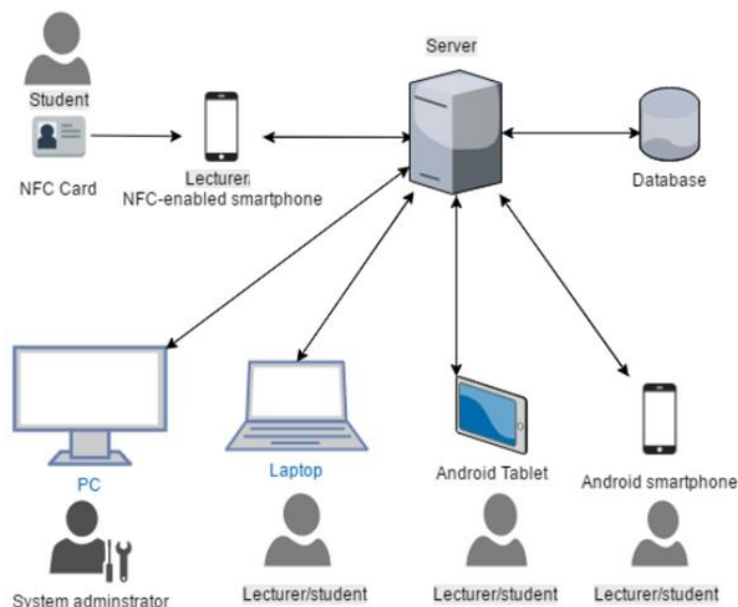 Server
Student
NFC Card
Lecturer/
NFC-enabled smartphone
Database
PC
Laptop
Android Tablet
Android smartphone
System adminstrator
Lecturer/student
Lecturer/student
Lecturer/student